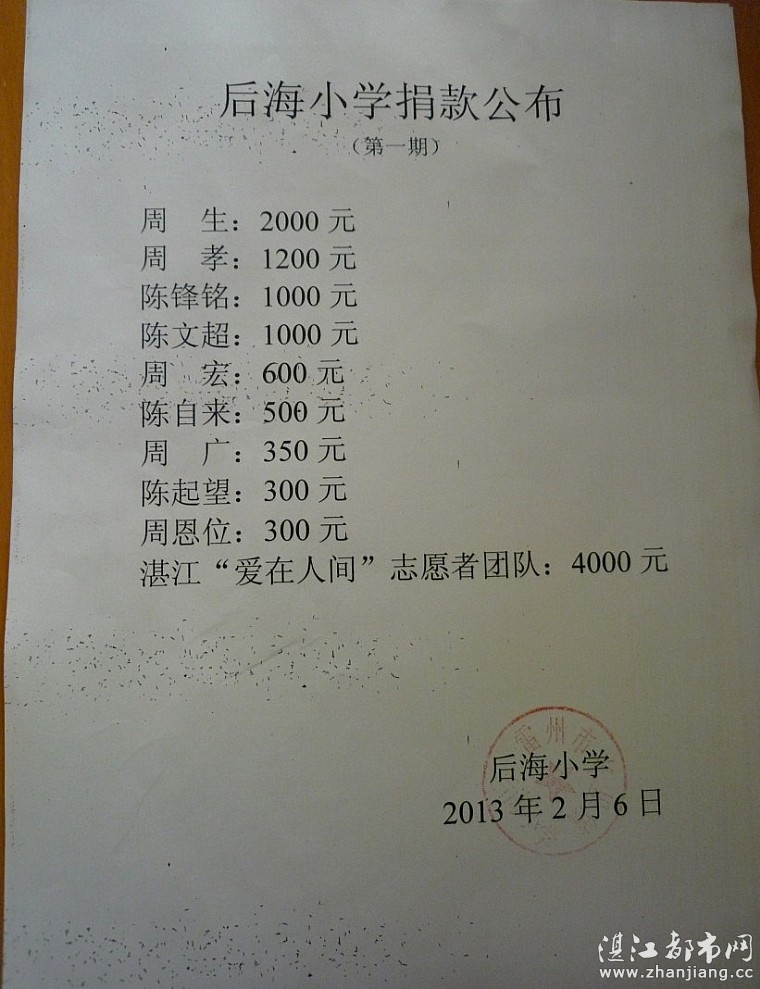 后海小学捐款公布
（第一期）
周　生：2000 元
周　孝：1200 元
陈锋铭：1000 元
陈文超：1000 元
周　宏：600 元
陈自来：500 元
周　广：350 元
陈起望：300 元
周恩位：300 元
湛江“爱在人间”志愿者团队：4000 元
雷州市
后海小学
2013 年 2 月 6 日
湛江都市网
www.zhanjiang.cc